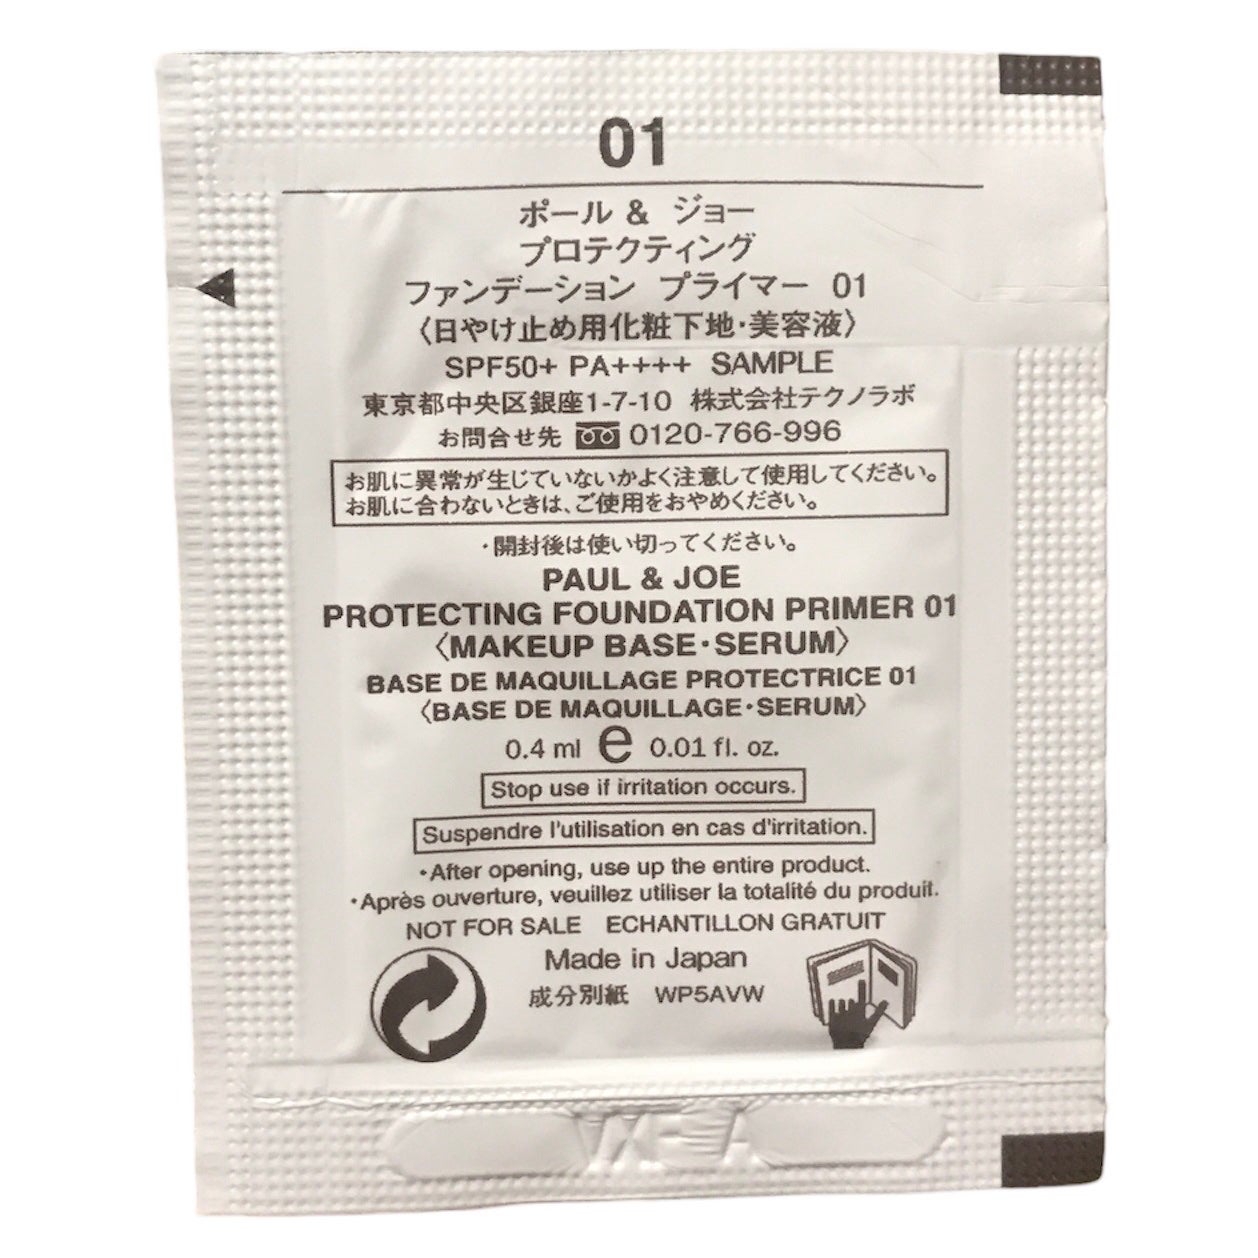 01
ポール & ジョー
プロテクティング
ファンデーション プライマー 01
〈日やけ止め用化粧下地・美容液〉
SPF50+ PA++++ SAMPLE
東京都中央区銀座1-7-10 株式会社テクノラボ
お問合せ先 0120-766-996
お肌に異常が生じていないかよく注意して使用してください。
お肌に合わないときは、ご使用をおやめください。
・開封後は使い切ってください。
PAUL & JOE
PROTECTING FOUNDATION PRIMER 01
〈MAKEUP BASE・SERUM〉
BASE DE MAQUILLAGE PROTECTRICE 01
〈BASE DE MAQUILLAGE・SERUM〉
0.4 ml e 0.01 fl. oz.
Stop use if irritation occurs.
Suspendre l'utilisation en cas d'irritation.
・After opening, use up the entire product.
・Après ouverture, veuillez utiliser la totalité du produit.
NOT FOR SALE ECHANTILLON GRATUIT
Made in Japan
成分別紙 WP5AVW